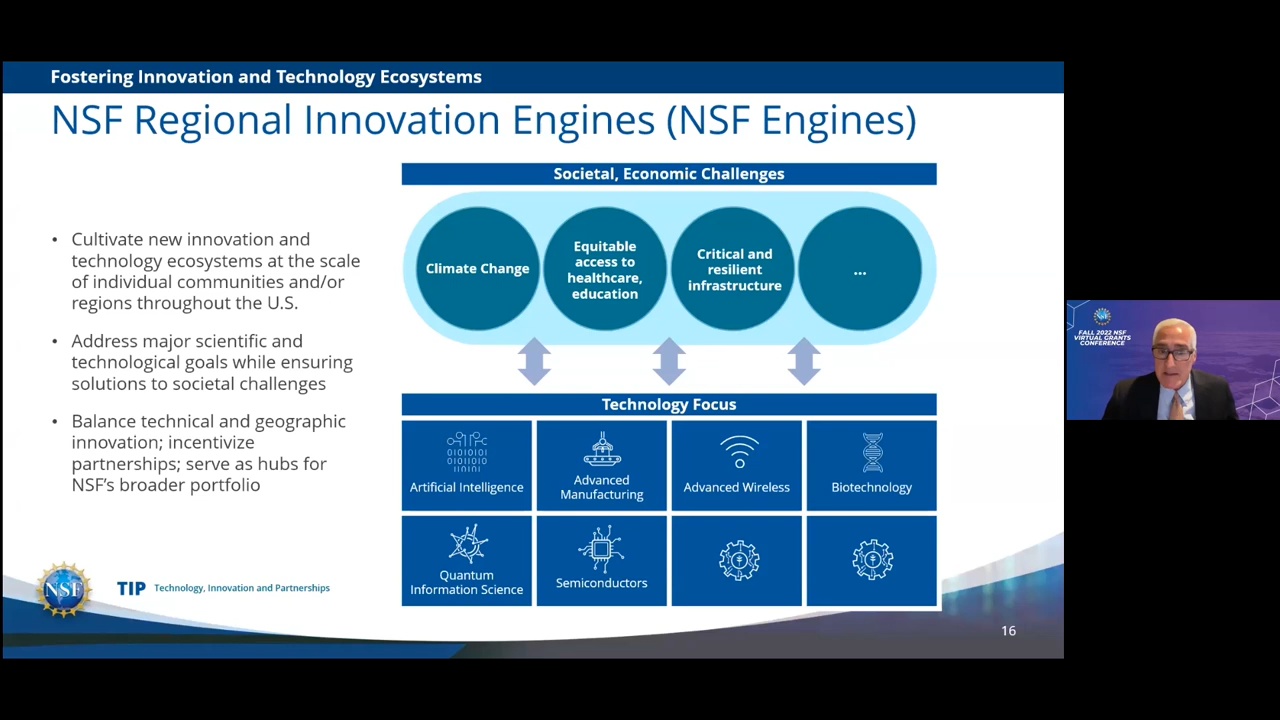 Fostering Innovation and Technology Ecosystems
NSF Regional Innovation Engines (NSF Engines)
• Cultivate new innovation and
technology ecosystems at the scale
of individual communities and/or
regions throughout the U.S.
• Address major scientific and
technological goals while ensuring
solutions to societal challenges
• Balance technical and geographic
innovation; incentivize
partnerships; serve as hubs for
NSF's broader portfolio
Societal, Economic Challenges
Climate Change
Equitable
access to
healthcare,
education
Critical and
resilient
infrastructure
...
Technology Focus
Artificial Intelligence
Advanced
Manufacturing
Advanced Wireless
Biotechnology
Quantum
Information Science
Semiconductors
NSF
TIP Technology, Innovation and Partnerships
16
NSF
FALL 2022 NSF
VIRTUAL GRANTS
CONFERENCE